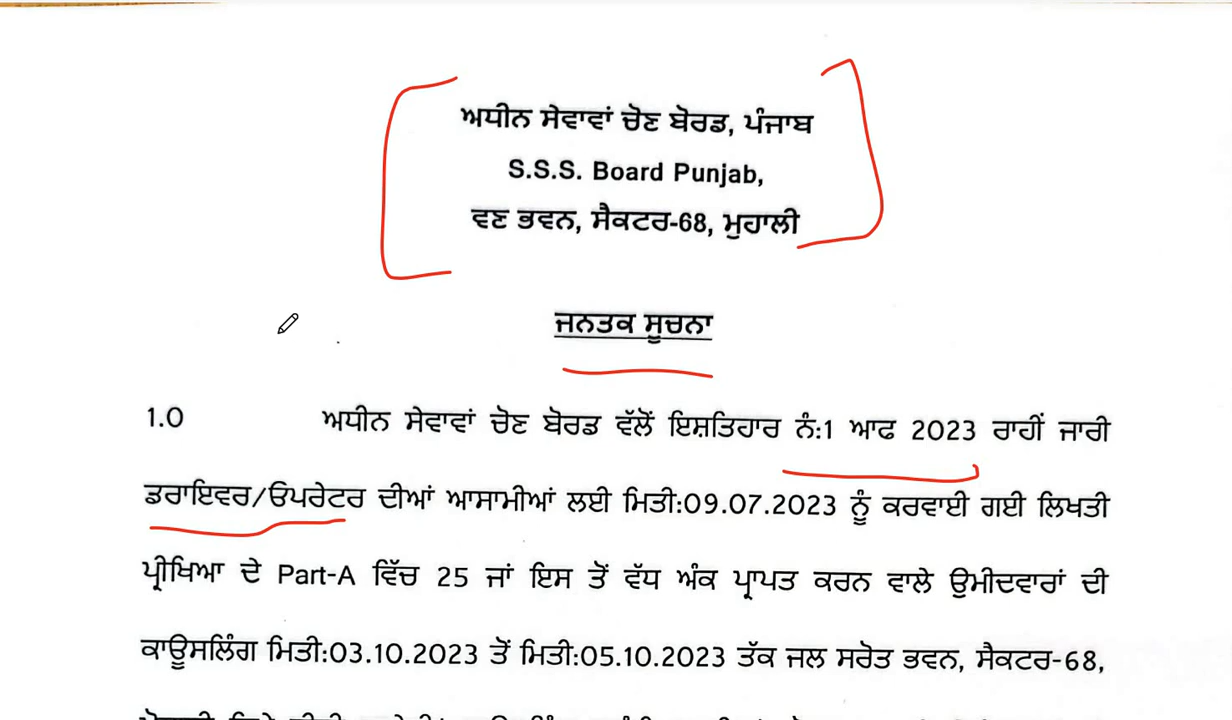 ਅਧੀਨ ਸੇਵਾਵਾਂ ਚੋਣ ਬੋਰਡ, ਪੰਜਾਬ
S.S.S. Board Punjab,
ਵਣ ਭਵਨ, ਸੈਕਟਰ-68, ਮੁਹਾਲੀ
ਜਨਤਕ ਸੂਚਨਾ
1.0 ਅਧੀਨ ਸੇਵਾਵਾਂ ਚੋਣ ਬੋਰਡ ਵੱਲੋਂ ਇਸ਼ਤਿਹਾਰ ਨੰ:1 ਆਫ 2023 ਰਾਹੀਂ ਜਾਰੀ
ਡਰਾਇਵਰ/ਓਪਰੇਟਰ ਦੀਆਂ ਆਸਾਮੀਆਂ ਲਈ ਮਿਤੀ:09.07.2023 ਨੂੰ ਕਰਵਾਈ ਗਈ ਲਿਖਤੀ
ਪ੍ਰੀਖਿਆ ਦੇ Part-A ਵਿੱਚ 25 ਜਾਂ ਇਸ ਤੋਂ ਵੱਧ ਅੰਕ ਪ੍ਰਾਪਤ ਕਰਨ ਵਾਲੇ ਉਮੀਦਵਾਰਾਂ ਦੀ
ਕਾਊਂਸਲਿੰਗ ਮਿਤੀ:03.10.2023 ਤੋਂ ਮਿਤੀ:05.10.2023 ਤੱਕ ਜਲ ਸਰੋਤ ਭਵਨ, ਸੈਕਟਰ-68,